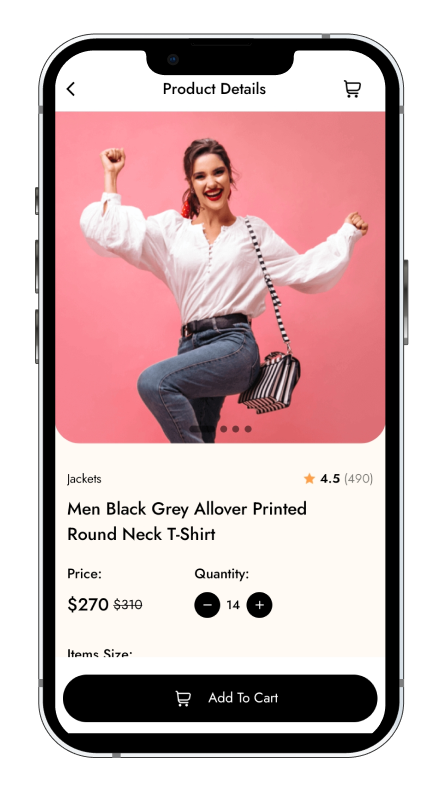 Product Details
Jackets
4.5 (490)
Men Black Grey Allover Printed
Round Neck T-Shirt
Price:
Quantity:
$270 $310
14
Items Size:
Add To Cart